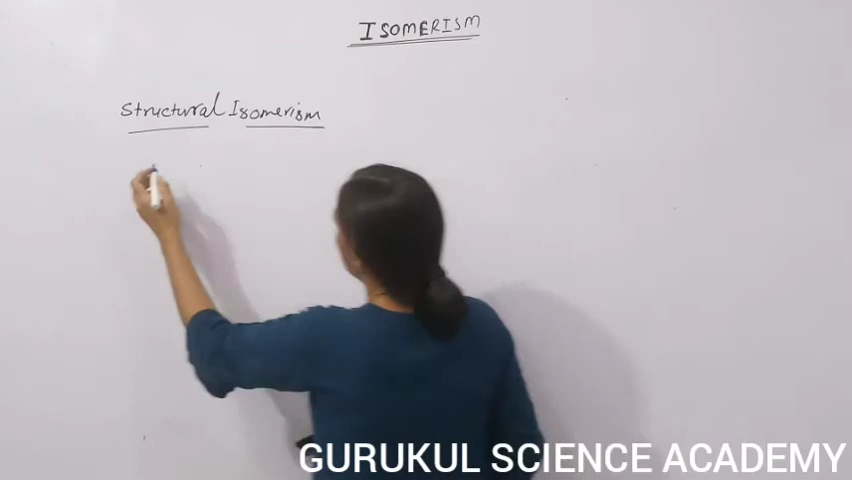 ISOMERISM
Structural Isomerism
GURUKUL SCIENCE ACADEMY